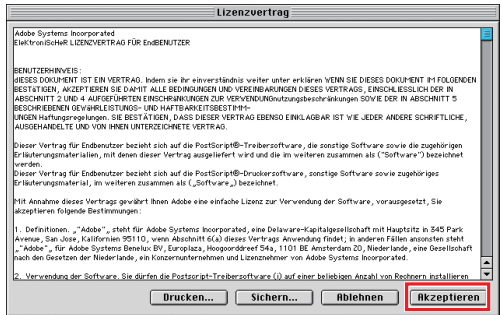 Lizenzvertrag
Adobe Systems Incorporated
EleKtroniScHeR LIZENZVERTRAG FÜR EndBENUTZER
BENUTZERHINWEIS :
dIESES DOKUMENT IST EIN VERTRAG. Indem sie ihr einverständnis weiter unter erklären WENN SIE DIESES DOKUMENT IM FOLGENDEN
BESTäTIGEN, AKZEPTIEREN SIE DAMIT ALLE BEDINGUNGEN UND VEREINBARUNGEN DIESES VERTRAGS , EINSCHLIESSLICH DER IN
ABSCHNITT 2 UND 4 AUFGEFÜHRTEN EINSCHRäNKUNGEN ZUR VERWENDUNGnutzungsbeschränkungen SOWIE DER IN ABSCHNITT 5
BESCHRIEBENEN GEWäHRLEISTUNGS- UND HAFTBARKEITSBESTIMM-
UNGEN Haftungsregelungen. SIE BESTÄTIGEN, DASS DIESER VERTRAG EBENSO EINKLAGBAR IST WIE JEDER ANDERE SCHRIFTLICHE,
AUSGEHANDELTE UND VON IHNEN UNTERZEICHNETE VERTRAG.
Dieser Vertrag für Endbenutzer bezieht sich auf die PostScript®-Treibersoftware, die sonstige Software sowie die zugehörigen
Erläuterungsmaterialien, mit denen dieser Vertrag ausgeliefert wird und die im weiteren zusammen als ("Software") bezeichnet
werden.
Dieser Vertrag für Endbenutzer bezieht sich auf die PostScript®-Druckersoftware, sonstige Software sowie zugehöriges
Erläuterungsmaterial, im weiteren zusammen als („Software„) bezeichnet.
Mit Annahme dieses Vertrags gewährt Ihnen Adobe eine einfache Lizenz zur Verwendung der Software, vorausgesetzt, Sie
akzeptieren folgende Bestimmungen:
1. Definitionen. „"Adobe"„ steht für Adobe Systems Incorporated, eine Delaware-Kapitalgesellschaft mit Hauptsitz in 345 Park
Avenue, San Jose, Kalifornien 95110, wenn Abschnitt 6(a) dieses Vertrags Anwendung findet; in anderen Fällen ansonsten steht
„"Adobe"„ für Adobe Systems Benelux BV, Europlaza, Hoogoorddreef 54a, 1101 BE Amsterdam ZO, Niederlande, eine Gesellschaft
nach den Gesetzen der Niederlande, ein Konzernunternehmen und Lizenznehmer von Adobe Systems Incorporated.
2. Verwendung der Software. Sie dürfen die Postscript-Treibersoftware (i) auf einer beliebigen Anzahl von Rechnern installieren
Drucken... Sichern... Ablehnen Akzeptieren